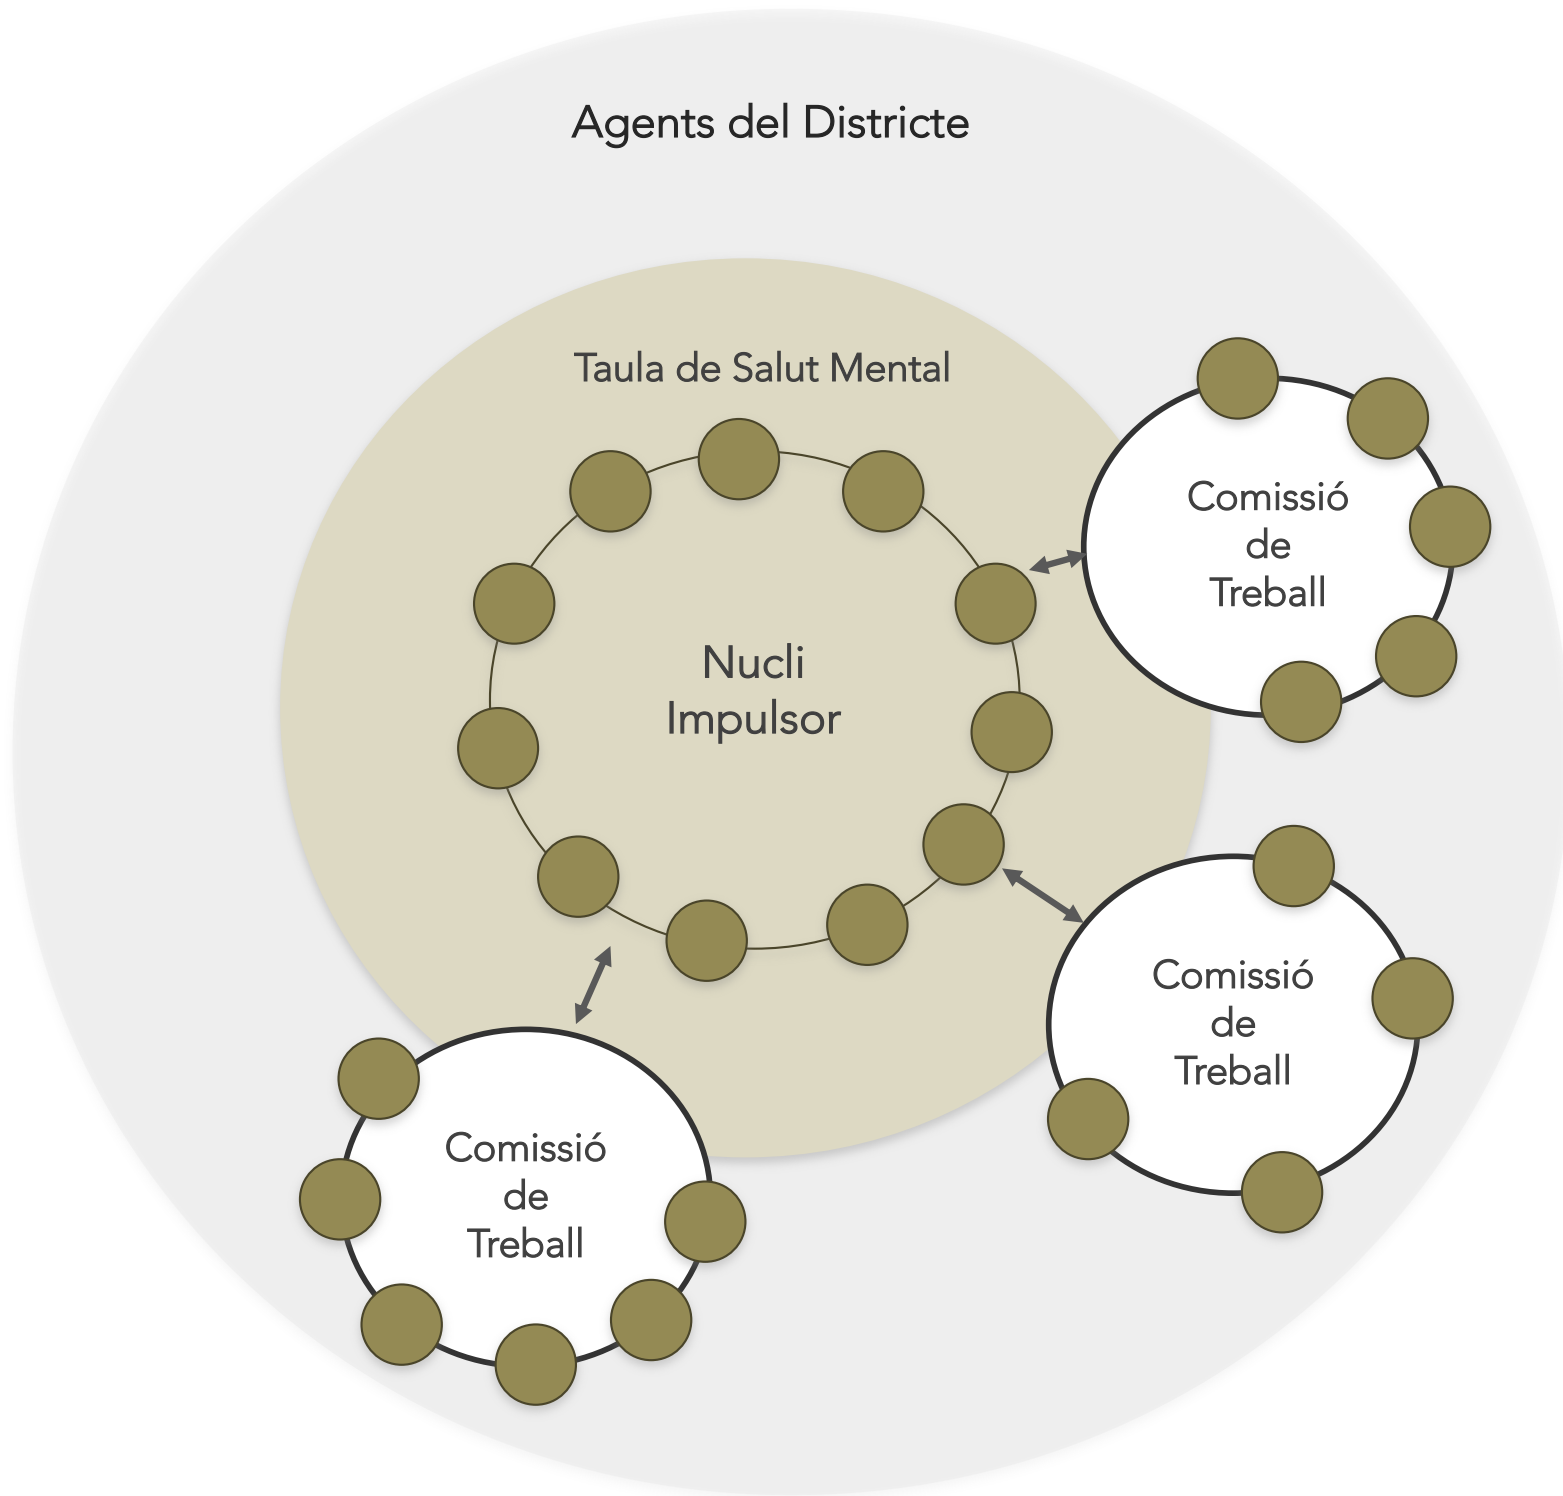 Agents del Districte
Taula de Salut Mental
Comissió
de
Treball
Nucli
Impulsor
Comissió
de
Treball
Comissió
de
Treball